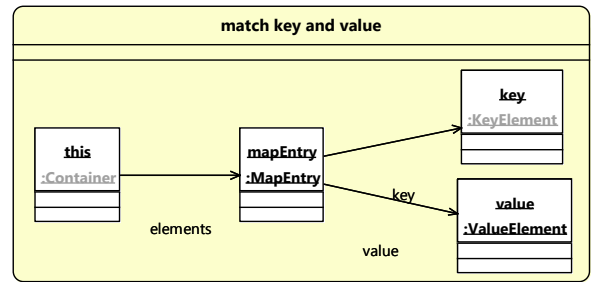 match key and value
key
:KeyElement
this
:Container
mapEntry
:MapEntry
key
value
:ValueElement
elements
value